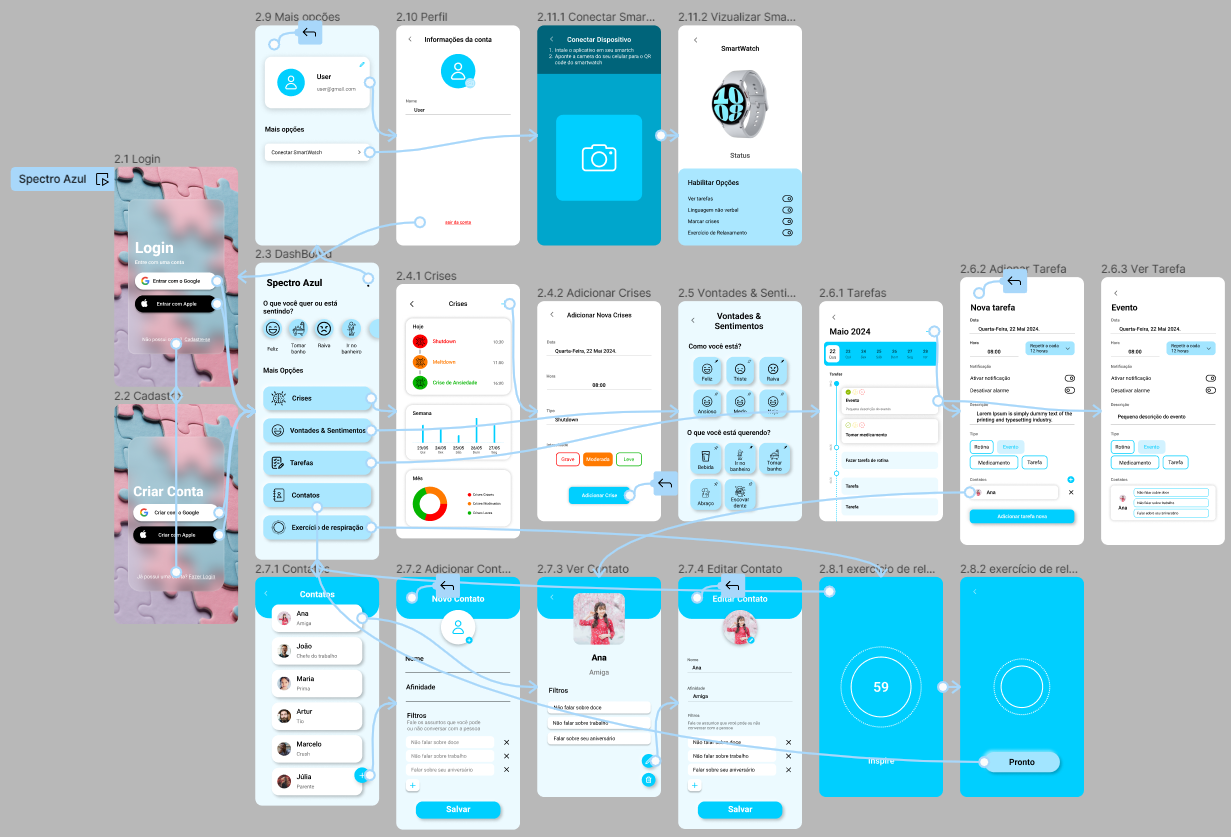 2.9 Mais opções
User
user@gmail.com
Mais opções
Conectar SmartWatch
2.10 Perfil
Informações da conta
Nome
User
sair da conta
2.11.1 Conectar Smar...
Conectar Dispositivo
1. Intale o aplicativo em seu smartch
2. Aponte a camera do seu celular para o QR
code do smartwatch
2.11.2 Vizualizar Sma...
SmartWatch
Status
Habilitar Opções
Ver tarefas
Linguagem não verbal
Marcar crises
Exercício de Relaxamento
Spectro Azul
2.1 Login
Login
Entre com uma conta
Entrar com o Google
Entrar com Apple
Não possui uma conta? Cadastre-se
2.2 Cadastro
Criar Conta
Criar com o Google
Criar com Apple
Já possui uma conta? Fazer Login
2.3 DashBoard
Spectro Azul
O que você quer ou está
sentindo?
Feliz
Tomar
banho
Raiva
Ir no
banheiro
Mais Opções
Crises
Vontades & Sentimentos
Tarefas
Contatos
Exercício de respiração
2.4.1 Crises
Crises
Hoje
Shutdown
Meltdown
Crise de Ansiedade
Semana
23/05
24/05
25/05
26/05
27/05
Mês
Crises Graves
Crises Moderadas
Crises Leves
2.4.2 Adicionar Crises
Adicionar Nova Crises
Data
Quarta-Feira, 22 Mai 2024.
Hora
08:00
Tipo
Shutdown
Grave
Moderada
Leve
Adicionar Crise
2.5 Vontades & Senti...
Vontades &
Sentimentos
Como você está?
Feliz
Triste
Raiva
Ansioso
Medo
O que você está querendo?
Bebida
Ir no
banheiro
Tomar
banho
Abraço
Escovar
dente
2.6.1 Tarefas
Maio 2024
22
23
24
25
26
27
28
Tarefas
Evento
Pequena descrição do evento
Tomar medicamento
Fazer tarefa de rotina
Tarefa
Tarefa
2.6.2 Adionar Tarefa
Nova tarefa
Data
Quarta-Feira, 22 Mai 2024.
Hora
08:00
Repetir a cada
12 horas
Notificação
Ativar notificação
Desativar alarme
Descrição
Lorem Ipsum is simply dummy text of the
printing and typesetting industry.
Tipo
Rotina
Evento
Medicamento
Tarefa
Contatos
Ana
Adicionar tarefa nova
2.6.3 Ver Tarefa
Evento
Data
Quarta-Feira, 22 Mai 2024.
Hora
08:00
Repetir a cada
12 horas
Notificação
Ativar notificação
Desativar alarme
Descrição
Pequena descrição do evento
Tipo
Rotina
Evento
Medicamento
Tarefa
Contatos
Ana
Não falar sobre doce
Não falar sobre trabalho
Falar sobre seu aniversário
2.7.1 Contatos
Contatos
Ana
Amiga
João
Chefe do trabalho
Maria
Prima
Artur
Tio
Marcelo
Crush
Júlia
Parente
2.7.2 Adicionar Cont...
Novo Contato
Nome
Afinidade
Filtros
Fale os assuntos que você pode
ou não conversar com a pessoa
Não falar sobre doce
Não falar sobre trabalho
Falar sobre seu aniversário
Salvar
2.7.3 Ver Contato
Ana
Amiga
Filtros
Não falar sobre doce
Não falar sobre trabalho
Falar sobre seu aniversário
2.7.4 Editar Contato
Editar Contato
Nome
Ana
Afinidade
Amiga
Filtros
Fale os assuntos que você pode ou não
conversar com a pessoa
Não falar sobre doce
Não falar sobre trabalho
Falar sobre seu aniversário
Salvar
2.8.1 exercício de rel...
59
Inspire
2.8.2 exercício de rel...
Pronto